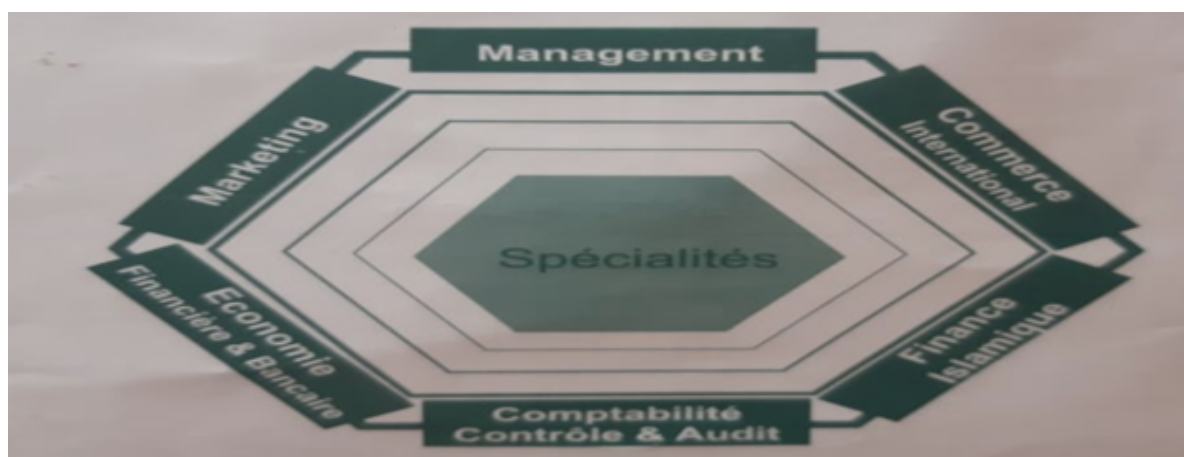 Management
Commerce
International
Finance
Islamique
Comptabilité
Contrôle & Audit
Economie
Financière & Bancaire
Marketing
Spécialités